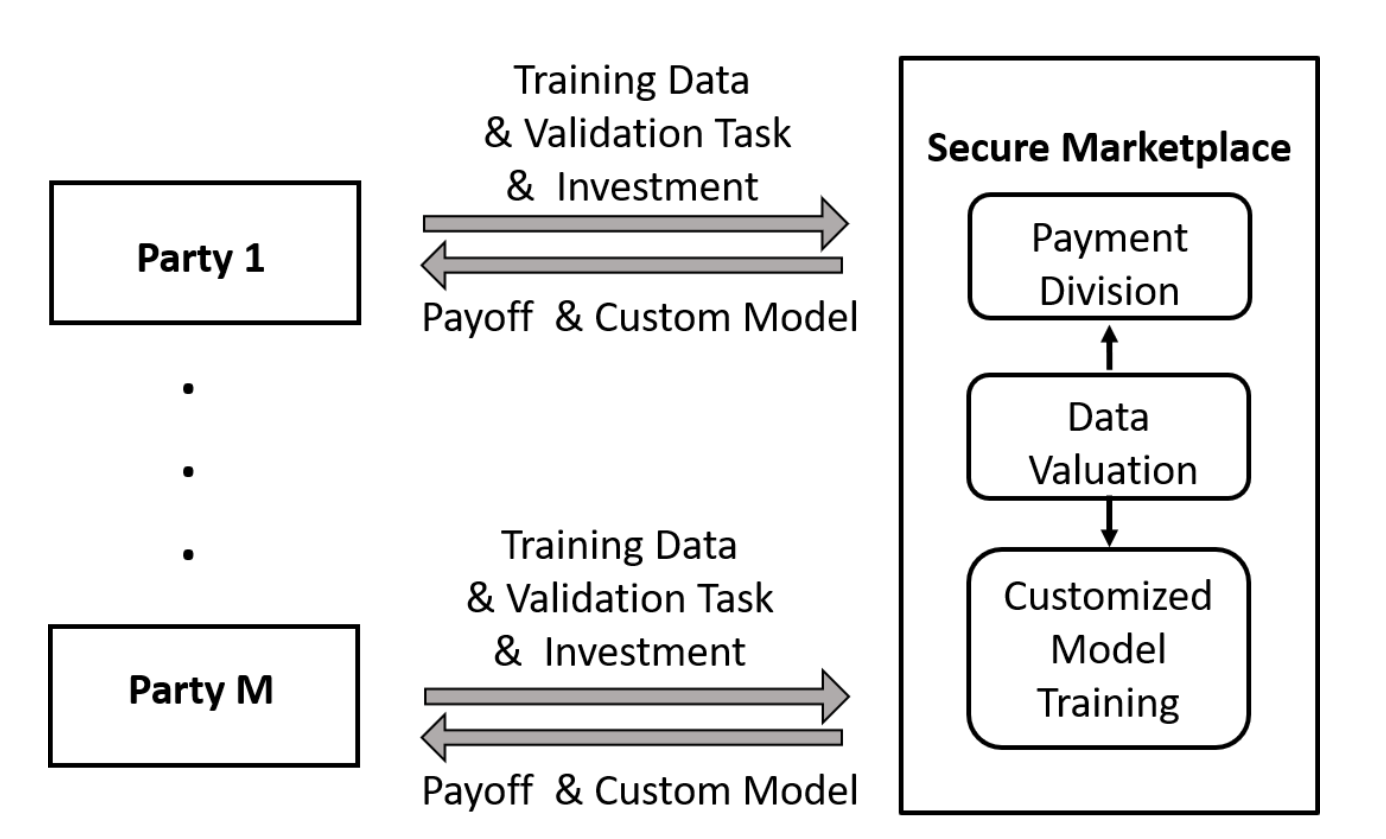 Training Data
& Validation Task
& Investment
Party 1
Payoff & Custom Model
Training Data
& Validation Task
& Investment
Party M
Payoff & Custom Model
Secure Marketplace
Payment
Division
Data
Valuation
Customized
Model
Training